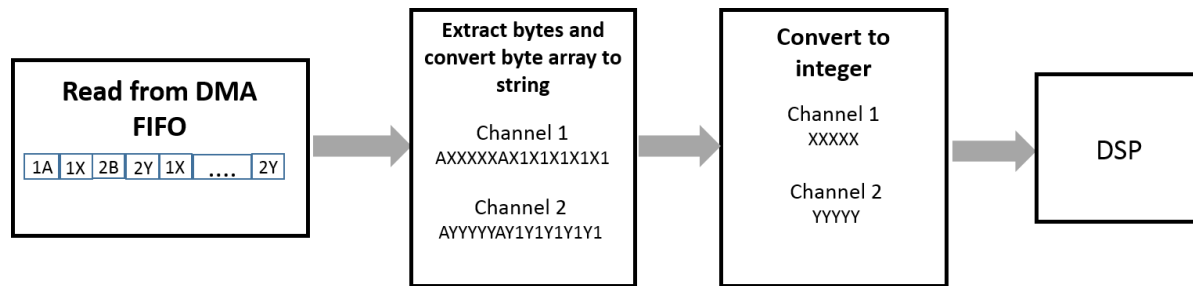 Read from DMA
FIFO
1A 1X 2B 2Y 1X .... 2Y
Extract bytes and
convert byte array to
string
Channel 1
AXXXXXAX1X1X1X1X1
Channel 2
AYYYYYAY1Y1Y1Y1Y1
Convert to
integer
Channel 1
XXXXX
Channel 2
YYYYY
DSP